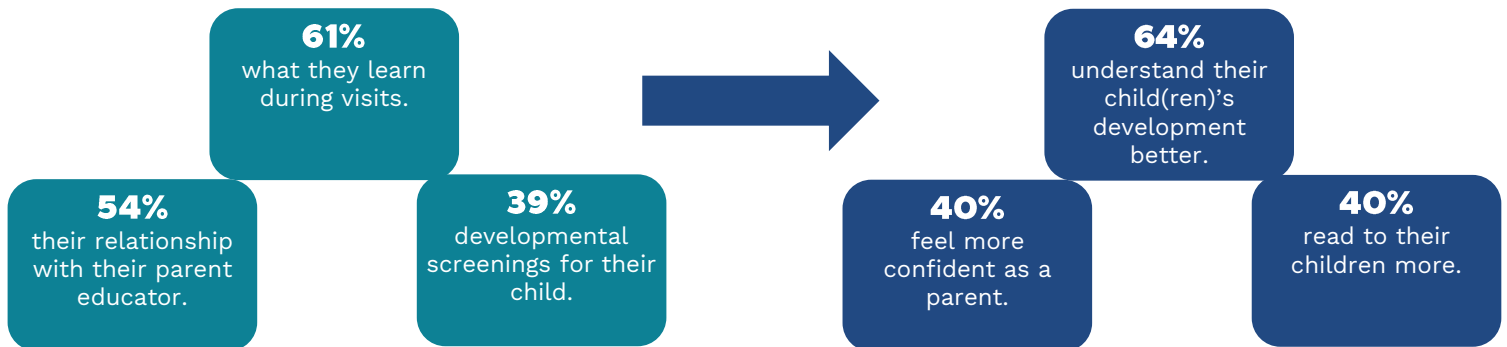 61%
what they learn
during visits.
54%
their relationship
with their parent
educator.
39%
developmental
screenings for their
child.
64%
understand their
child(ren)’s
development
better.
40%
feel more
confident as a
parent.
40%
read to their
children more.